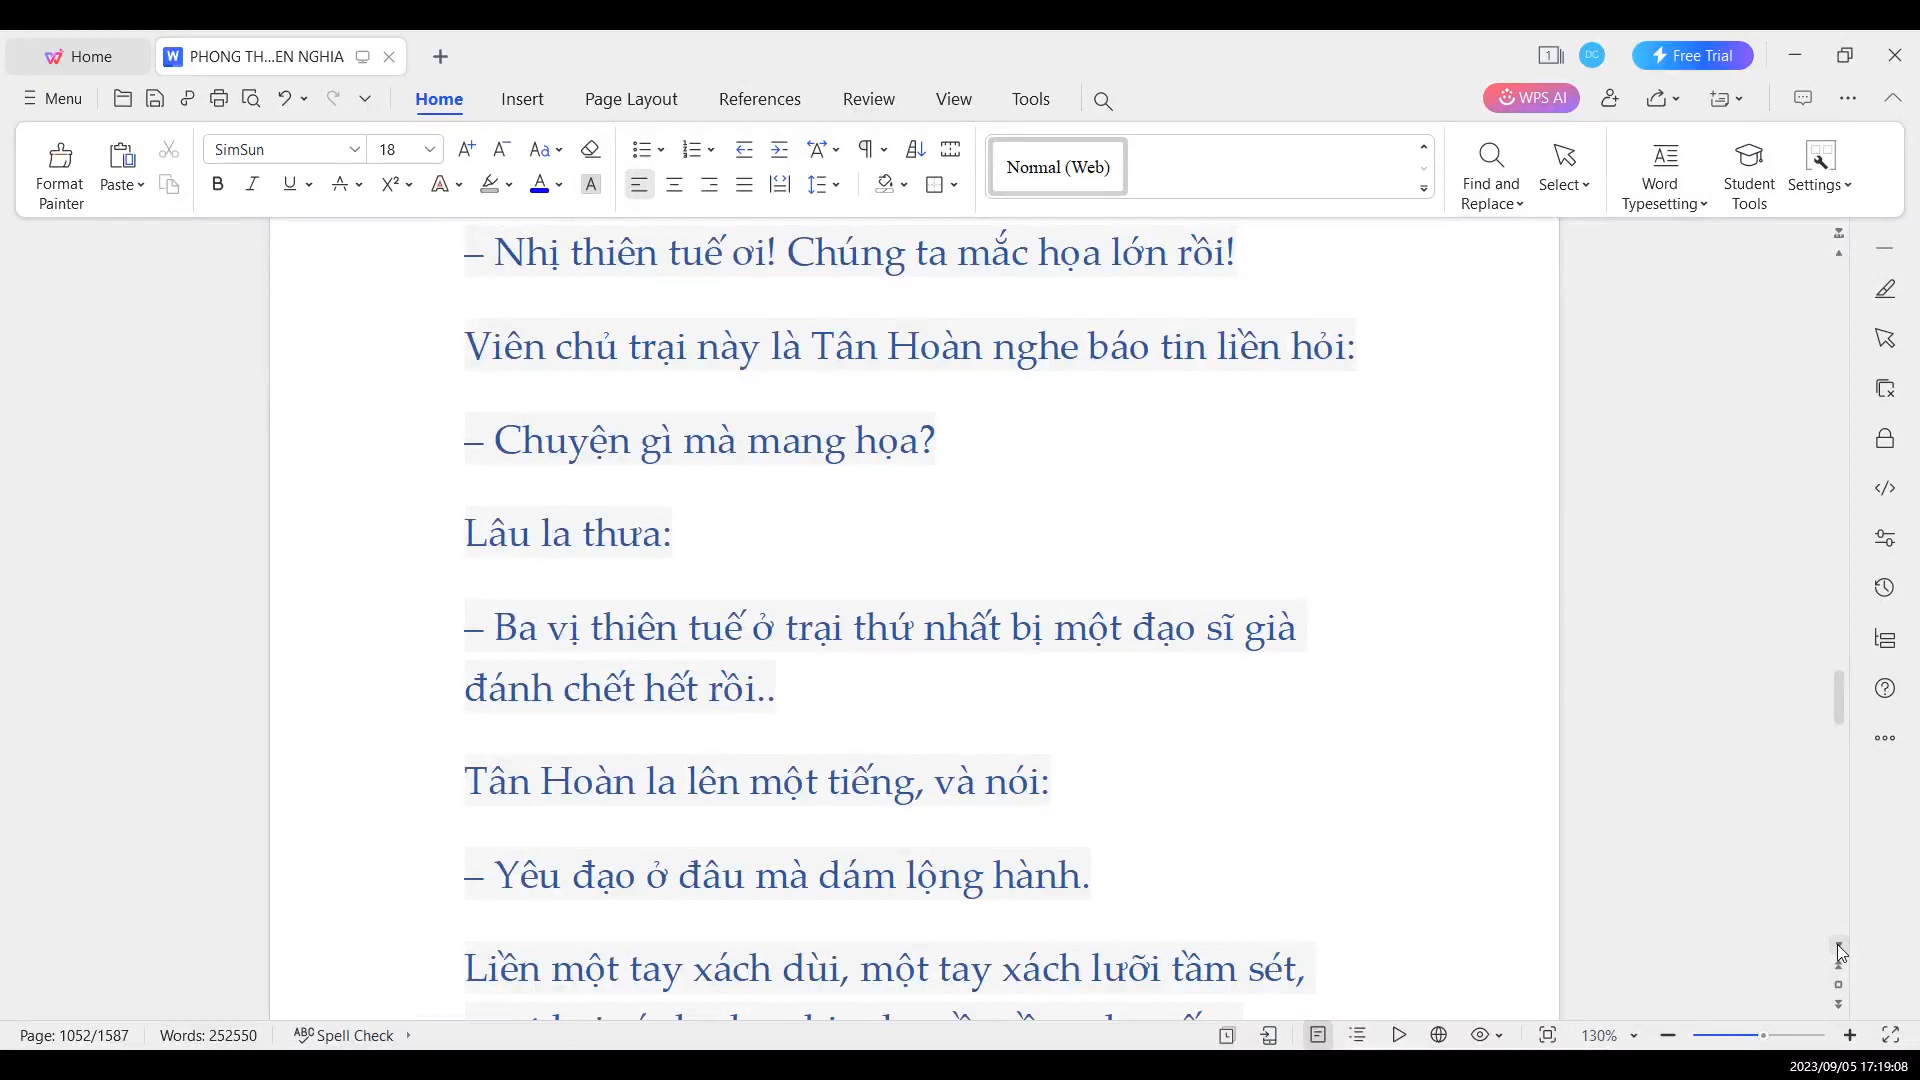 Home
PHONG TH...EN NGHIA
1
DC
Free Trial
Menu
Home
Insert
Page Layout
References
Review
View
Tools
WPS AI
Format Painter
Paste
SimSun
18
Normal (Web)
Find and Replace
Select
Word Typesetting
Student Tools
Settings
– Nhị thiên tuế ơi! Chúng ta mắc họa lớn rồi!
Viên chủ trại này là Tân Hoàn nghe báo tin liền hỏi:
– Chuyện gì mà mang họa?
Lâu la thưa:
– Ba vị thiên tuế ở trại thứ nhất bị một đạo sĩ già
đánh chết hết rồi..
Tân Hoàn la lên một tiếng, và nói:
– Yêu đạo ở đâu mà dám lộng hành.
Liền một tay xách dùi, một tay xách lưỡi tầm sét,
Page: 1052/1587
Words: 252550
Spell Check
130%
2023/09/05 17:19:08